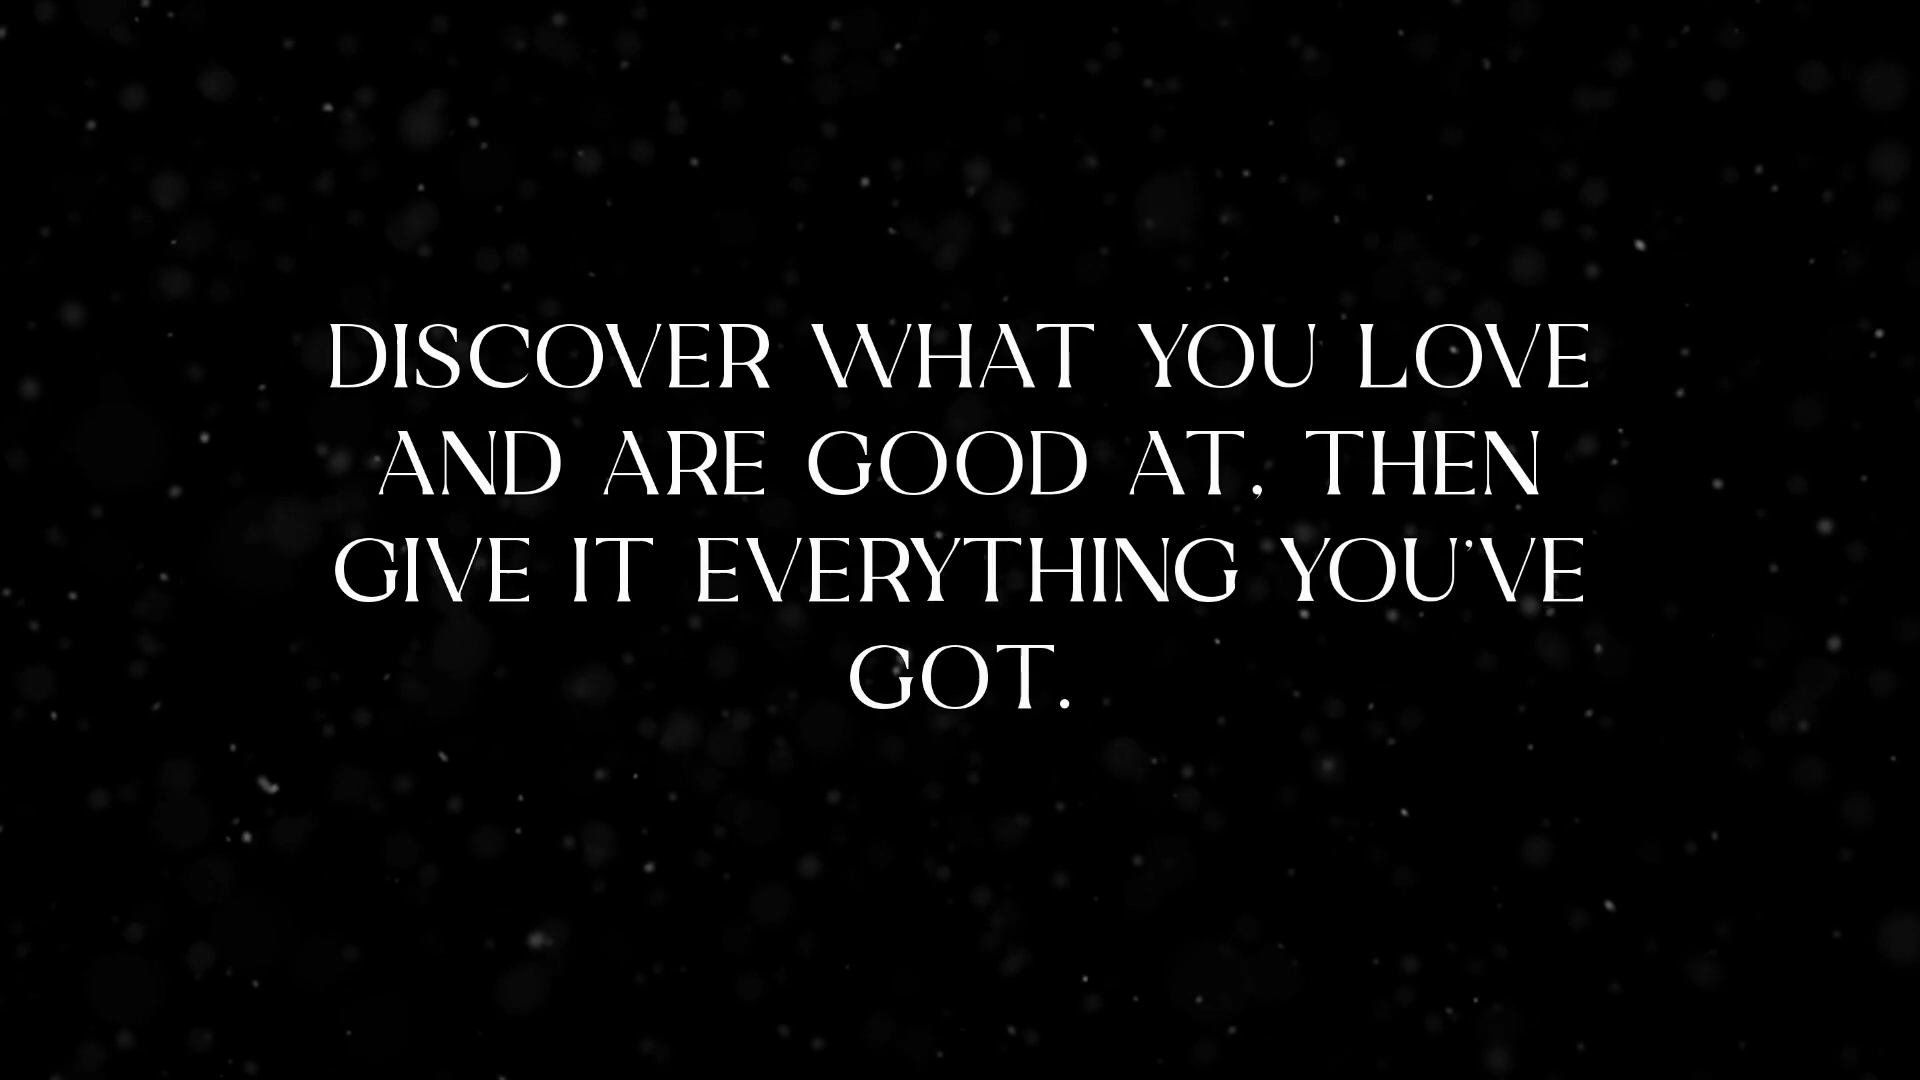 DISCOVER WHAT YOU LOVE
AND ARE GOOD AT, THEN
GIVE IT EVERYTHING YOU'VE
GOT.